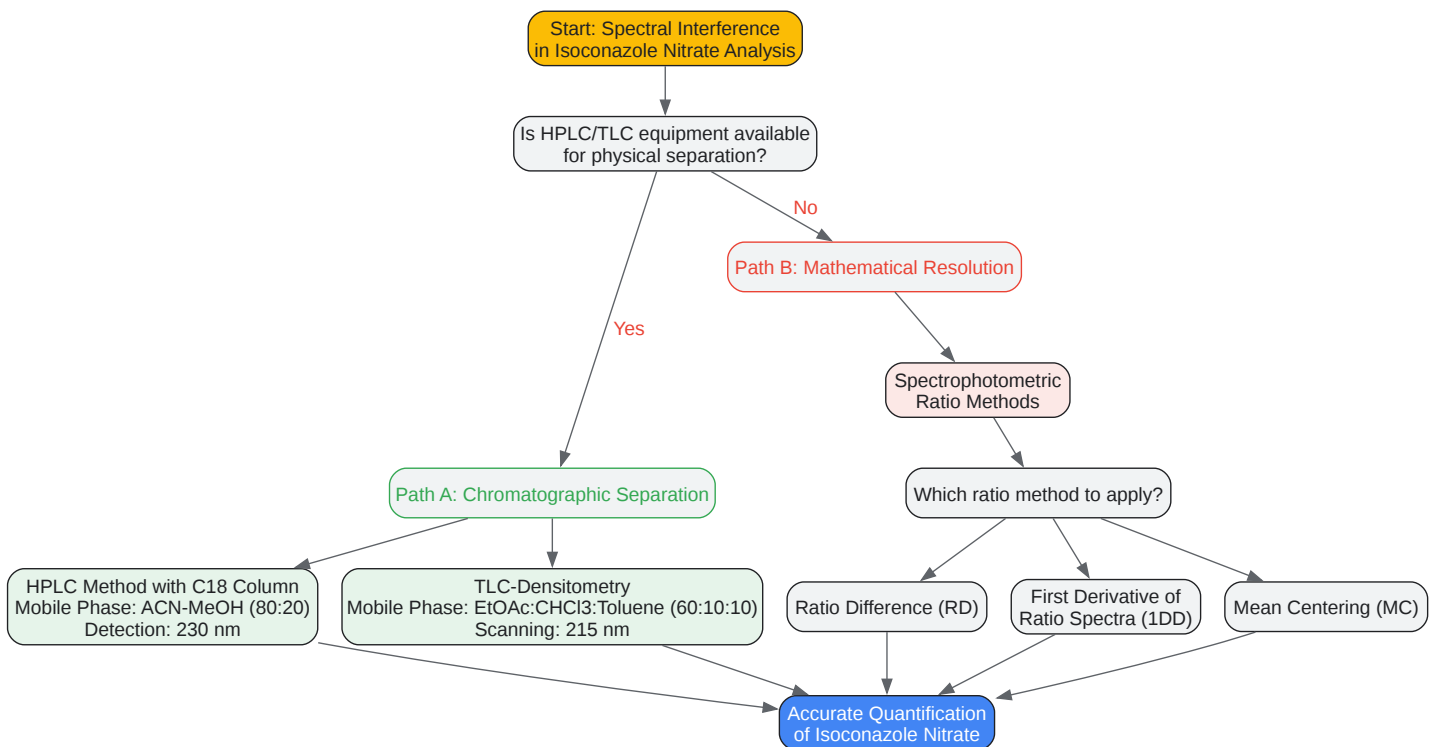 Start: Spectral Interference
in Isoconazole Nitrate Analysis
Is HPLC/TLC equipment available
for physical separation?
No
Path B: Mathematical Resolution
Yes
Spectrophotometric
Ratio Methods
Path A: Chromatographic Separation
Which ratio method to apply?
HPLC Method with C18 Column
Mobile Phase: ACN-MeOH (80:20)
Detection: 230 nm
TLC-Densitometry
Mobile Phase: EtOAc:CHCl3:Toluene (60:10:10)
Scanning: 215 nm
Ratio Difference (RD)
First Derivative of
Ratio Spectra (1DD)
Mean Centering (MC)
Accurate Quantification
of Isoconazole Nitrate